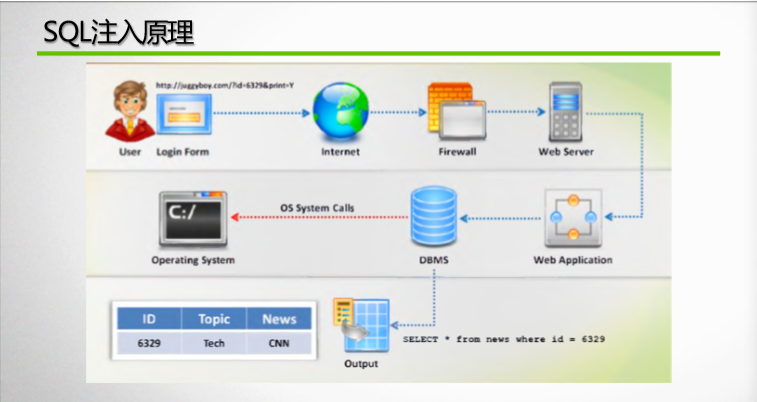 SQL注入原理
http://juggyboy.com/?id=6329&print=Y
User
Login Form
Internet
Firewall
Web Server
OS System Calls
C:/
Operating System
DBMS
Web Application
ID Topic News
6329 Tech CNN
SELECT * from news where id = 6329
Output